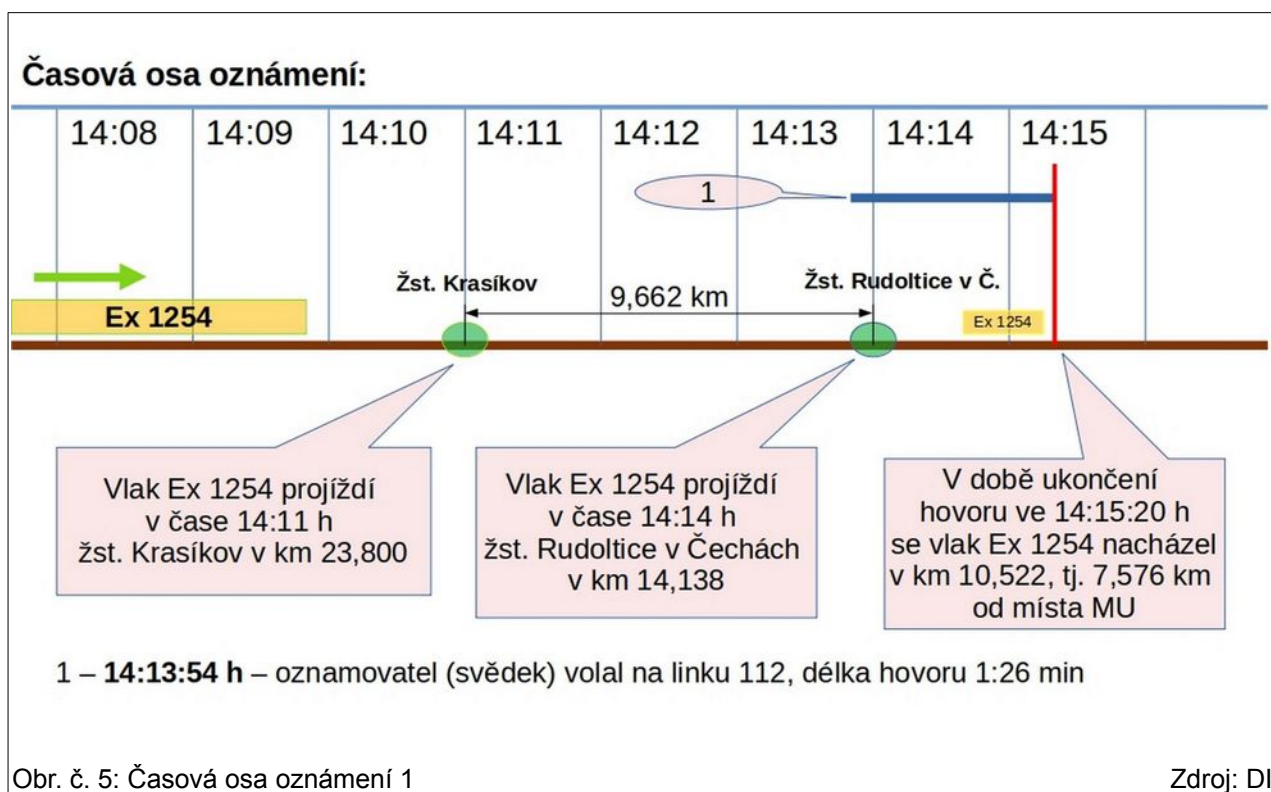 Časová osa oznámení:
14:08 14:09 14:10 14:11 14:12 14:13 14:14 14:15
1
Žst. Krasíkov
9,662 km
Žst. Rudoltice v Č.
Ex 1254
Ex 1254
Vlak Ex 1254 projíždí
v čase 14:11 h
žst. Krasíkov v km 23,800
Vlak Ex 1254 projíždí
v čase 14:14 h
žst. Rudoltice v Čechách
v km 14,138
V době ukončení
hovoru ve 14:15:20 h
se vlak Ex 1254 nacházel
v km 10,522, tj. 7,576 km
od místa MU
1 – 14:13:54 h – oznamovatel (svědek) volal na linku 112, délka hovoru 1:26 min
Obr. č. 5: Časová osa oznámení 1
Zdroj: DI